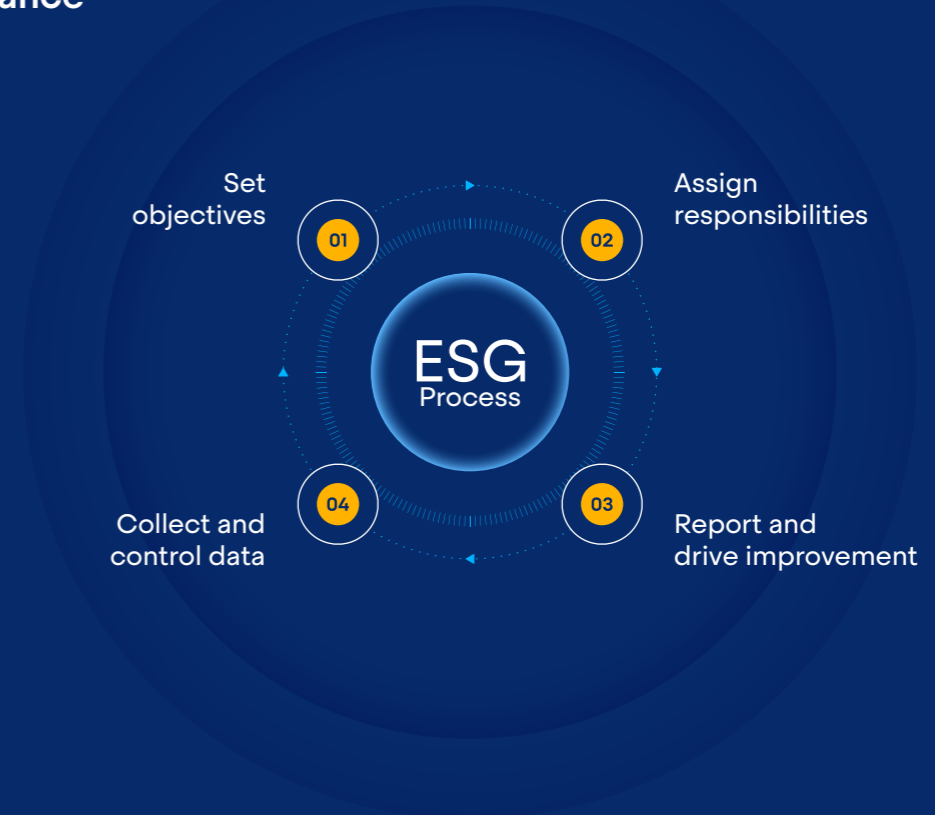 Set
objectives
01
Assign
responsibilities
02
ESG
Process
Report and
drive improvement
03
Collect and
control data
04